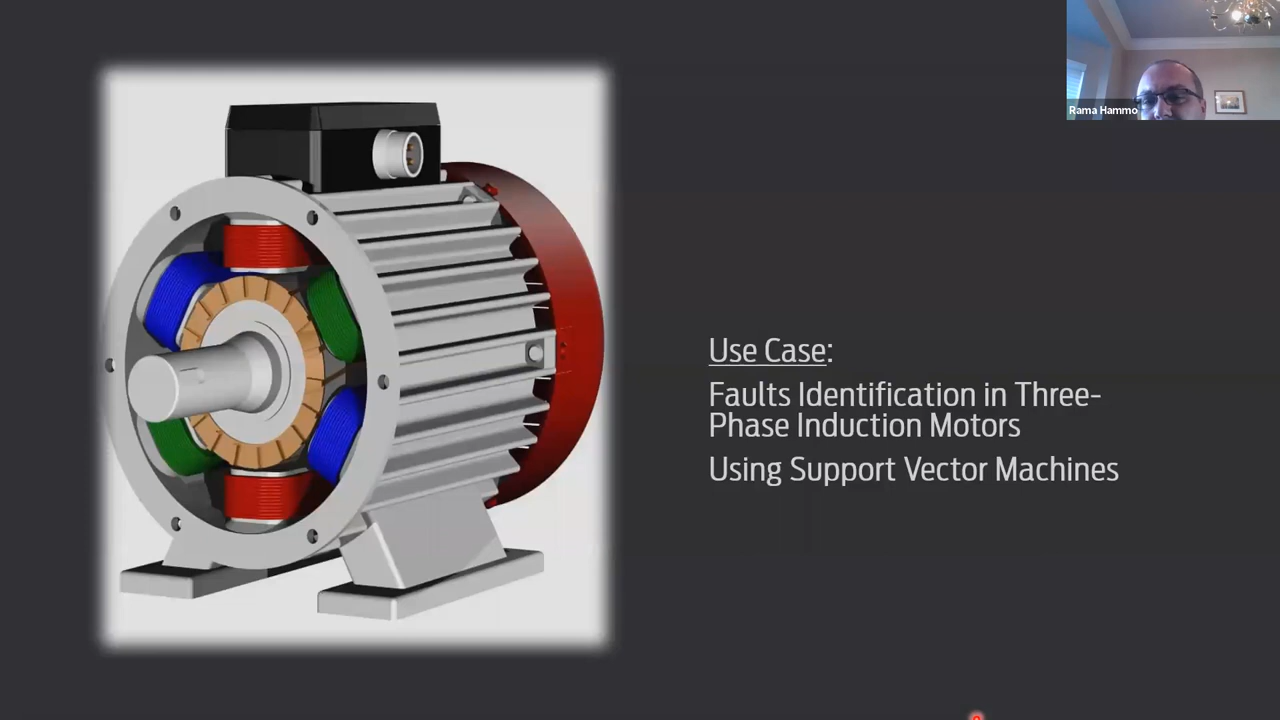 Rama Hammo
Use Case:
Faults Identification in Three-
Phase Induction Motors
Using Support Vector Machines